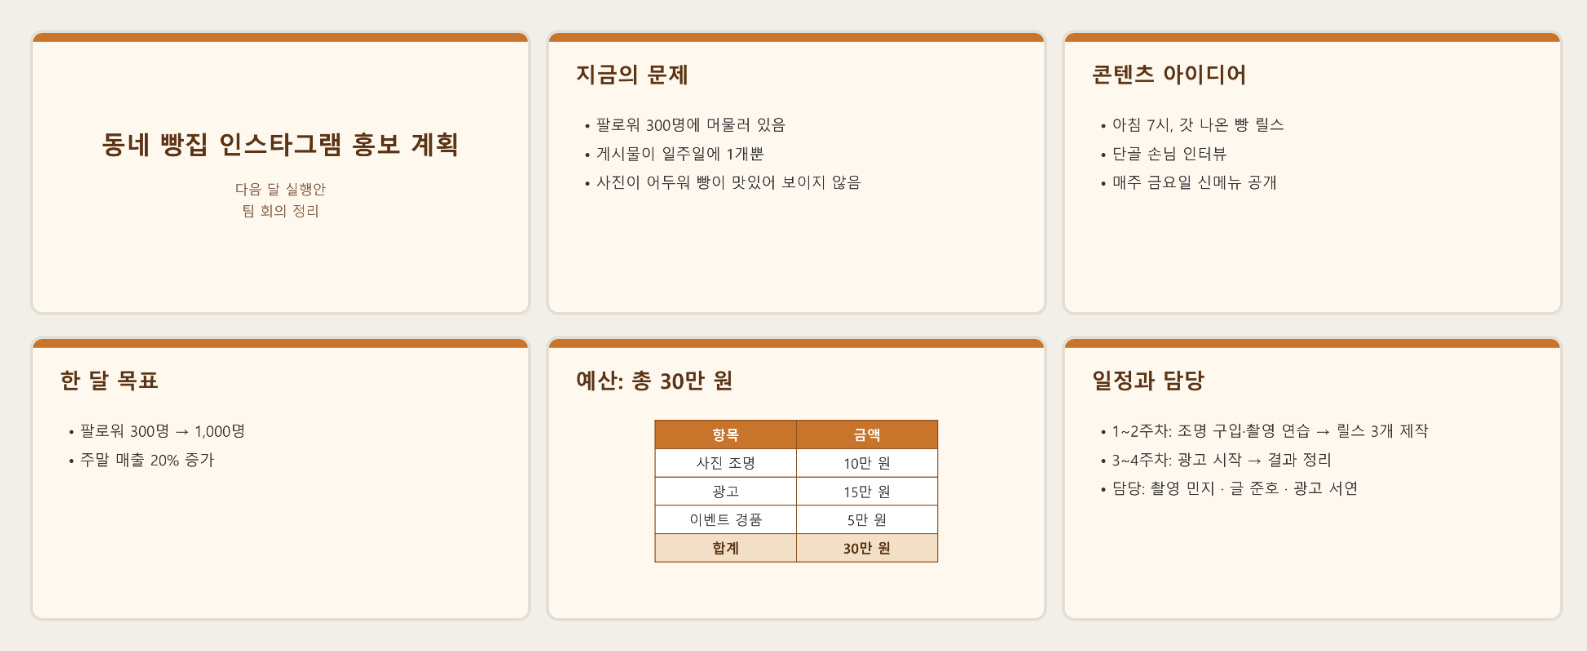 동네 빵집 인스타그램 홍보 계획
다음 달 실행안
팀 회의 정리
지금의 문제
• 팔로워 300명에 머물러 있음
• 게시물이 일주일에 1개뿐
• 사진이 어두워 빵이 맛있어 보이지 않음
콘텐츠 아이디어
• 아침 7시, 갓 나온 빵 릴스
• 단골 손님 인터뷰
• 매주 금요일 신메뉴 공개
한 달 목표
• 팔로워 300명 → 1,000명
• 주말 매출 20% 증가
예산: 총 30만 원
항목 금액
사진 조명 10만 원
광고 15만 원
이벤트 경품 5만 원
합계 30만 원
일정과 담당
• 1~2주차: 조명 구입·촬영 연습 → 릴스 3개 제작
• 3~4주차: 광고 시작 → 결과 정리
• 담당: 촬영 민지 · 글 준호 · 광고 서연